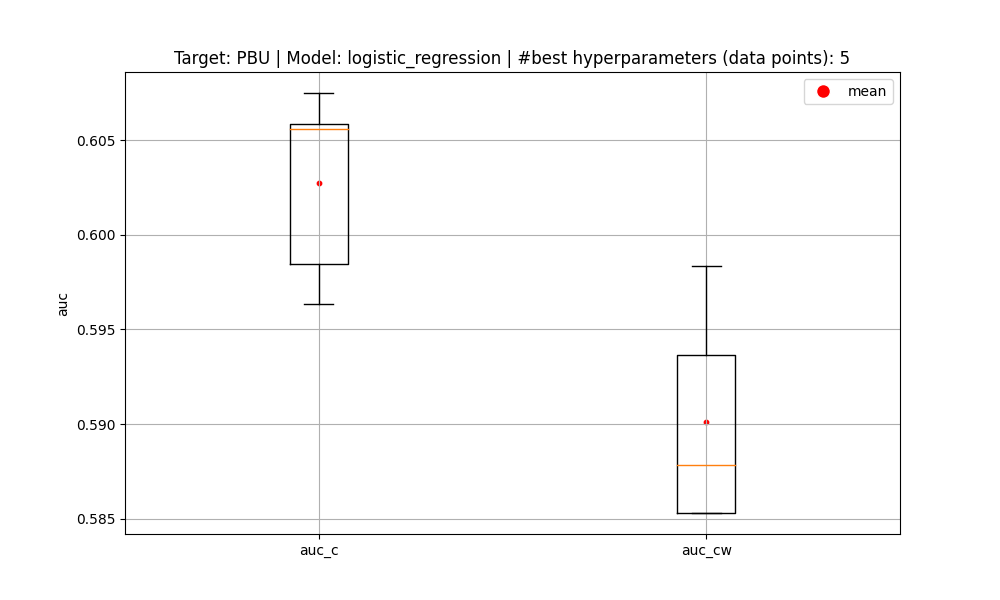 Target: PBU | Model: logistic_regression | #best hyperparameters (data points): 5
mean
0.605
0.600
0.595
0.590
0.585
auc
auc_c
auc_cw